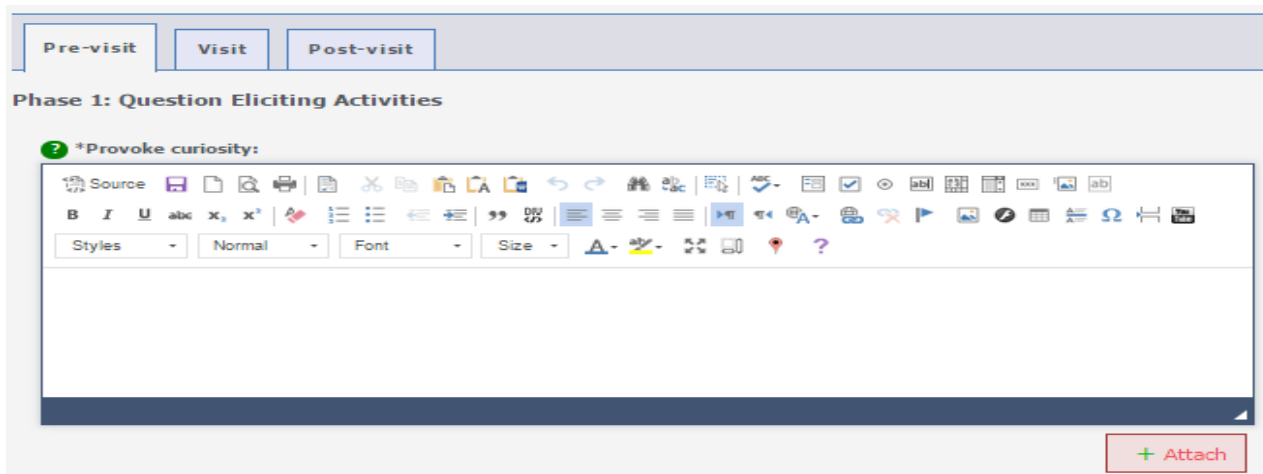 Pre-visit Visit Post-visit
Phase 1: Question Eliciting Activities
? *Provoke curiosity:
Source
B I U abc x₂ x²
Styles Normal Font Size A ?
+ Attach